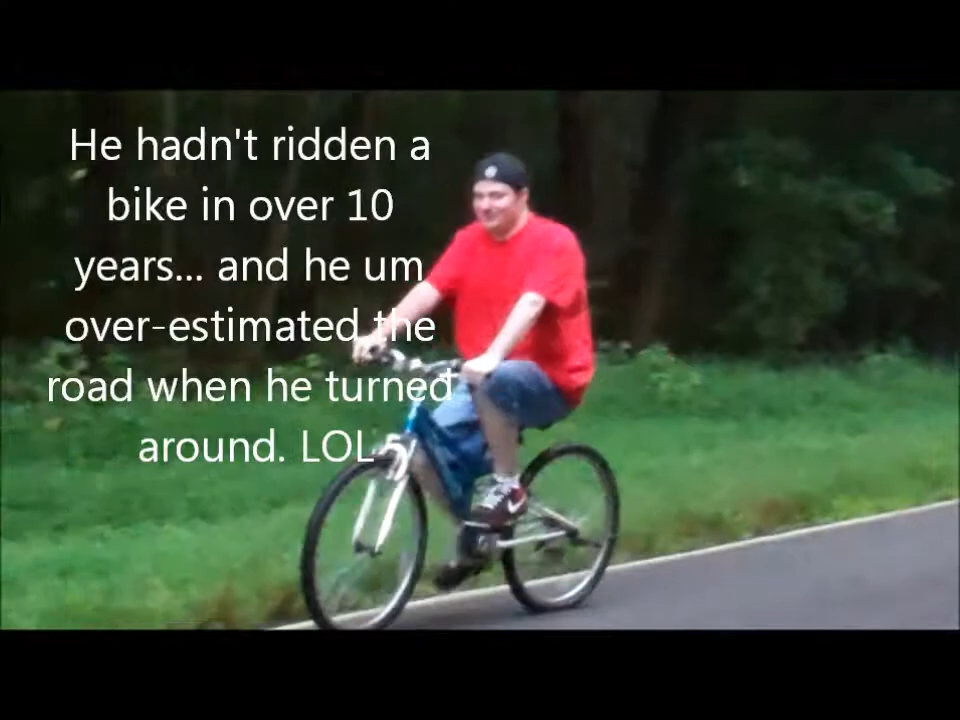 He hadn't ridden a
bike in over 10
years... and he um
over-estimated the
road when he turned
around. LOL